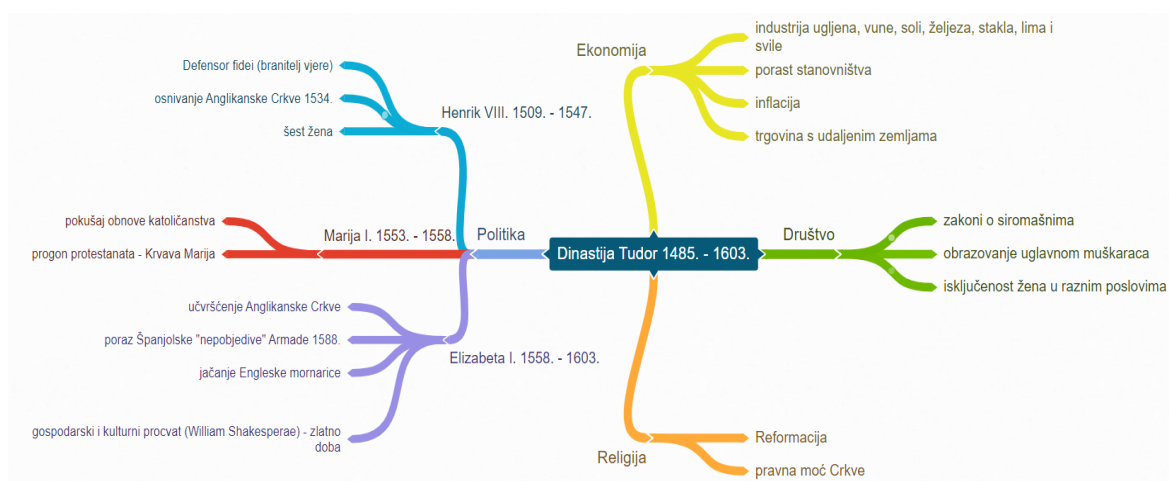 Dinastija Tudor 1485. - 1603.
Politika
Henrik VIII. 1509. - 1547.
Defensor fidei (branitelj vjere)
osnivanje Anglikanske Crkve 1534.
šest žena
Marija I. 1553. - 1558.
pokušaj obnove katoličanstva
progon protestanata - Krvava Marija
Elizabeta I. 1558. - 1603.
učvršćenje Anglikanske Crkve
poraz Španjolske "nepobjedive" Armade 1588.
jačanje Engleske mornarice
gospodarski i kulturni procvat (William Shakesperae) - zlatno
doba
Ekonomija
industrija ugljena, vune, soli, željeza, stakla, lima i
svile
porast stanovništva
inflacija
trgovina s udaljenim zemljama
Društvo
zakoni o siromašnima
obrazovanje uglavnom muškaraca
isključenost žena u raznim poslovima
Religija
Reformacija
pravna moć Crkve